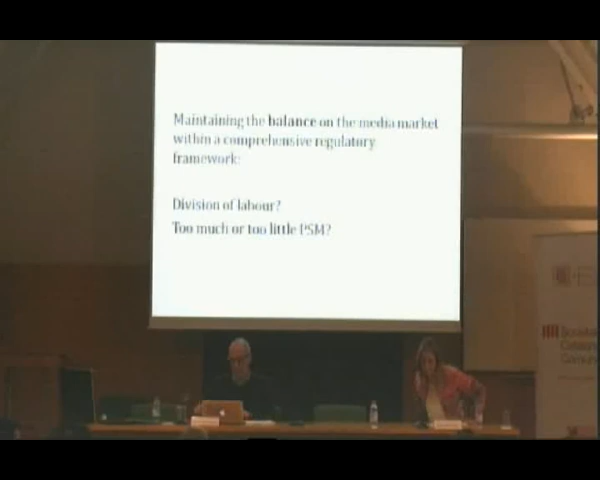 Maintaining the balance on the media market
within a comprehensive regulatory
framework:
Division of labour?
Too much or too little PSM?